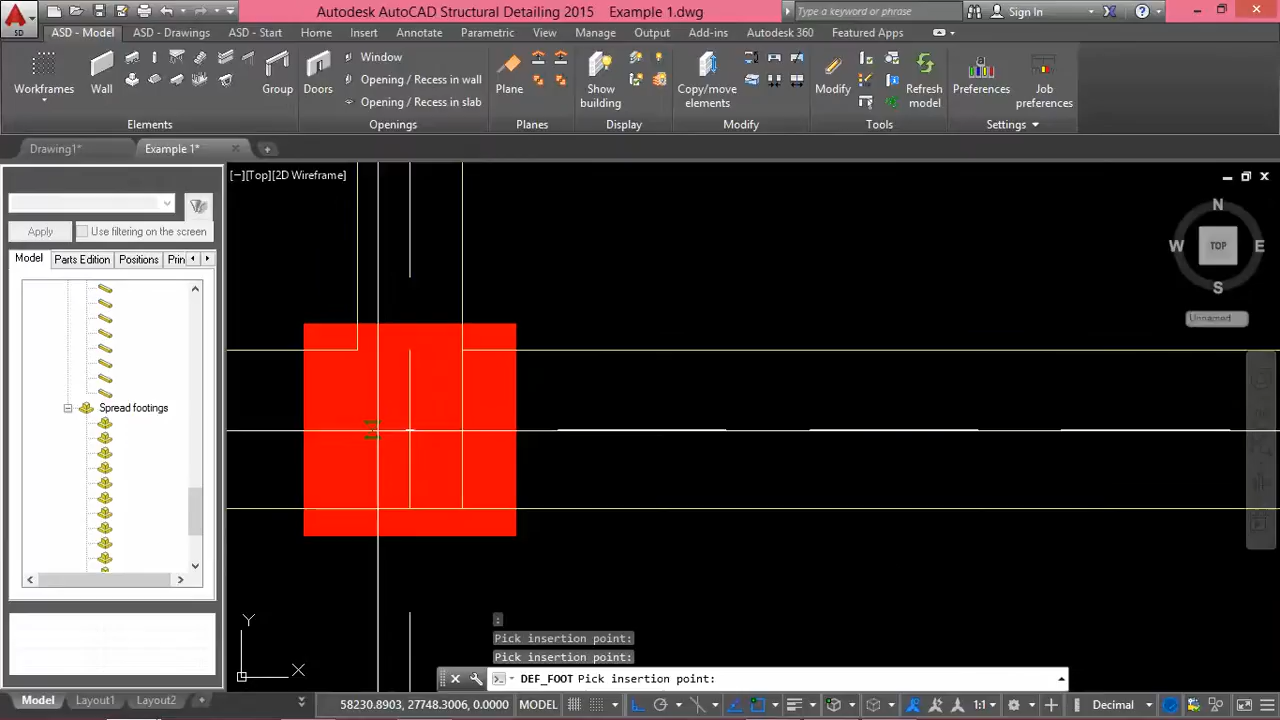 Autodesk AutoCAD Structural Detailing 2015 Example 1.dwg
Type a keyword or phrase
Sign In
SD
ASD - Model
ASD - Drawings
ASD - Start
Home
Insert
Annotate
Parametric
View
Manage
Output
Add-ins
Autodesk 360
Featured Apps
Workframes
Wall
Group
Doors
Window
Opening / Recess in wall
Opening / Recess in slab
Plane
Show building
Copy/move elements
Modify
Refresh model
Preferences
Job preferences
Elements
Openings
Planes
Display
Modify
Tools
Settings
Drawing1*
Example 1*
[−][Top][2D Wireframe]
Apply
Use filtering on the screen
Model
Parts Edition
Positions
Prin
Spread footings
N
W
TOP
E
S
Unnamed
Y
X
:
Pick insertion point:
Pick insertion point:
DEF_FOOT Pick insertion point:
Model
Layout1
Layout2
+
58230.8903, 27748.3006, 0.0000
MODEL
1:1
Decimal